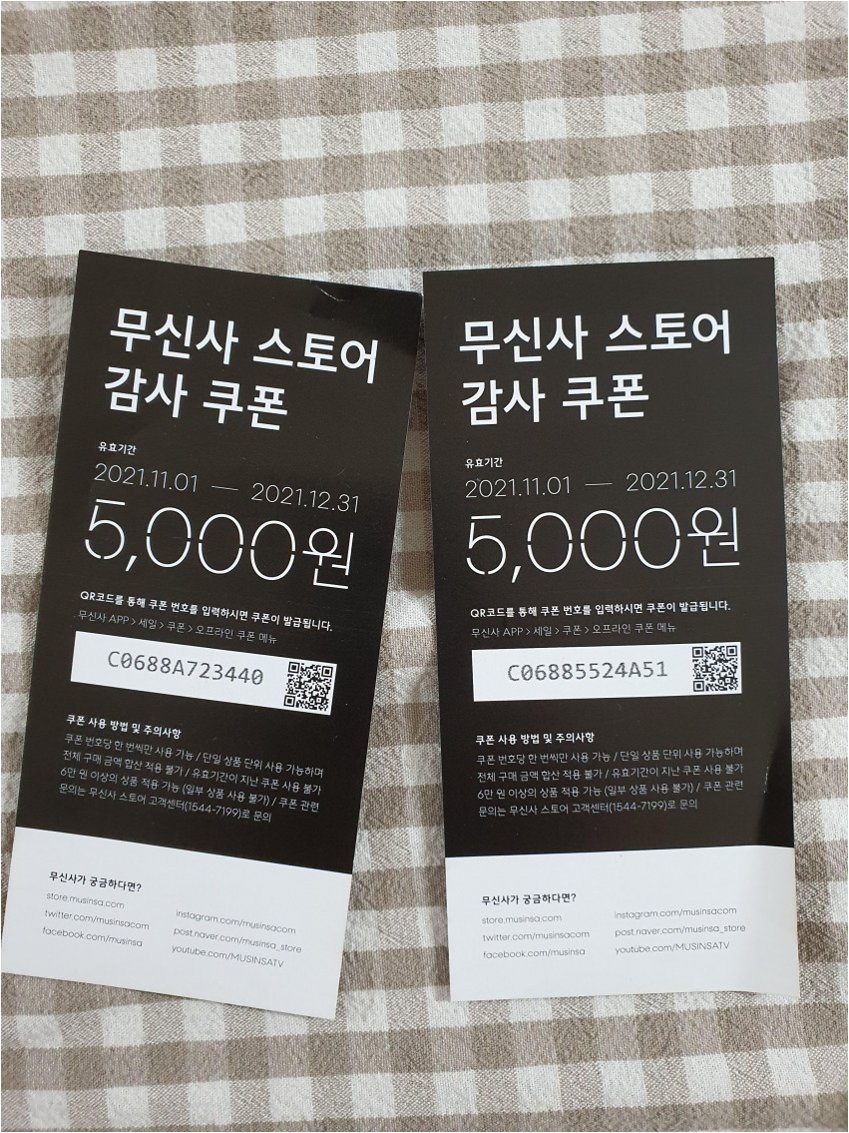 무신사 스토어
감사 쿠폰
유효기간
2021.11.01 — 2021.12.31
5,000원
QR코드를 통해 쿠폰 번호를 입력하시면 쿠폰이 발급됩니다.
무신사 APP > 세일 > 쿠폰 > 오프라인 쿠폰 메뉴
C0688A723440
쿠폰 사용 방법 및 주의사항
쿠폰 번호당 한 번씩만 사용 가능 / 단일 상품 단위 사용 가능하며
전체 구매 금액 합산 적용 불가 / 유효기간이 지난 쿠폰 사용 불가
6만 원 이상의 상품 적용 가능 (일부 상품 사용 불가) / 쿠폰 관련
문의는 무신사 스토어 고객센터(1544-7199)로 문의
무신사가 궁금하다면?
store.musinsa.com
twitter.com/musinsacom
facebook.com/musinsa
instagram.com/musinsacom
post.naver.com/musinsa_store
youtube.com/MUSINSATV
무신사 스토어
감사 쿠폰
유효기간
2021.11.01 — 2021.12.31
5,000원
QR코드를 통해 쿠폰 번호를 입력하시면 쿠폰이 발급됩니다.
무신사 APP > 세일 > 쿠폰 > 오프라인 쿠폰 메뉴
C06885524A51
쿠폰 사용 방법 및 주의사항
쿠폰 번호당 한 번씩만 사용 가능 / 단일 상품 단위 사용 가능하며
전체 구매 금액 합산 적용 불가 / 유효기간이 지난 쿠폰 사용 불가
6만 원 이상의 상품 적용 가능 (일부 상품 사용 불가) / 쿠폰 관련
문의는 무신사 스토어 고객센터(1544-7199)로 문의
무신사가 궁금하다면?
store.musinsa.com
twitter.com/musinsacom
facebook.com/musinsa
instagram.com/musinsacom
post.naver.com/musinsa_store
youtube.com/MUSINSATV